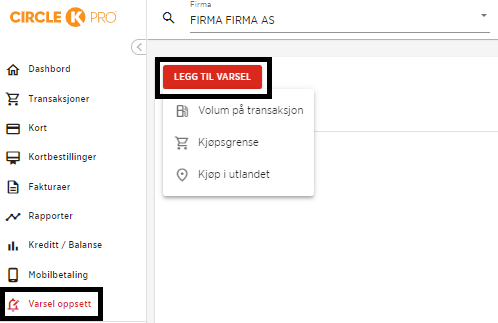 CIRCLE K PRO
Firma
FIRMA FIRMA AS
Dashbord
Transaksjoner
Kort
Kortbestillinger
Fakturaer
Rapporter
Kreditt / Balanse
Mobilbetaling
Varsel oppsett
LEGG TIL VARSEL
Volum på transaksjon
Kjøpsgrense
Kjøp i utlandet